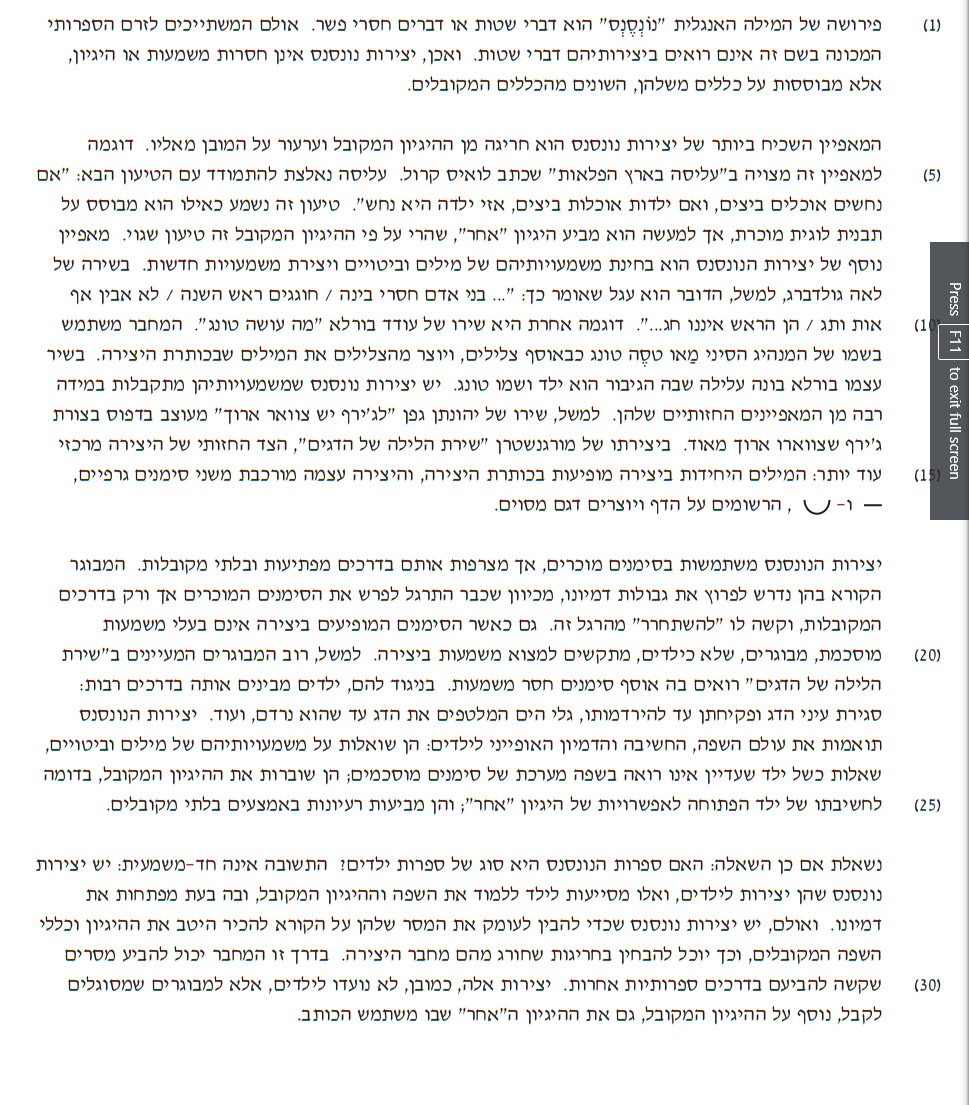 (1) פירושה של המילה האנגלית "נוֹנְסֶנְס" הוא דברי שטות או דברים חסרי פשר. אולם המשתייכים לזרם הספרותי
המכונה בשם זה אינם רואים ביצירותיהם דברי שטות. ואכן, יצירות נונסנס אינן חסרות משמעות או היגיון,
אלא מבוססות על כללים משלהן, השונים מהכללים המקובלים.
המאפיין השכיח ביותר של יצירות נונסנס הוא חריגה מן ההיגיון המקובל וערעור על המובן מאליו. דוגמה
(5) למאפיין זה מצויה ב"עליסה בארץ הפלאות" שכתב לואיס קרול. עליסה נאלצת להתמודד עם הטיעון הבא: "אם
נחשים אוכלים ביצים, ואם ילדות אוכלות ביצים, אזי ילדה היא נחש". טיעון זה נשמע כאילו הוא מבוסס על
תבנית לוגית מוכרת, אך למעשה הוא מביע היגיון "אחר", שהרי על פי ההיגיון המקובל זה טיעון שגוי. מאפיין
נוסף של יצירות הנונסנס הוא בחינת משמעויותיהם של מילים וביטויים ויצירת משמעויות חדשות. בשירה של
לאה גולדברג, למשל, הדובר הוא עגל שאומר כך: "... בני אדם חסרי בינה / חוגגים ראש השנה / לא אבין אף
(10) אות ותג / הן הראש איננו חג...". דוגמה אחרת היא שירו של עודד בורלא "מה עושה טונג". המחבר משתמש
בשמו של המנהיג הסיני מַאו טסֶה טונג כבאוסף צלילים, ויוצר מהצלילים את המילים שבכותרת היצירה. בשיר
עצמו בורלא בונה עלילה שבה הגיבור הוא ילד ושמו טונג. יש יצירות נונסנס שמשמעויותיהן מתקבלות במידה
רבה מן המאפיינים החזותיים שלהן. למשל, שירו של יהונתן גפן "לג'ירף יש צוואר ארוך" מעוצב בדפוס בצורת
ג'ירף שצווארו ארוך מאוד. ביצירתו של מורגנשטרן "שירת הלילה של הדגים", הצד החזותי של היצירה מרכזי
(15) עוד יותר: המילים היחידות ביצירה מופיעות בכותרת היצירה, והיצירה עצמה מורכבת משני סימנים גרפיים,
— ו- ‿ , הרשומים על הדף ויוצרים דגם מסוים.
יצירות הנונסנס משתמשות בסימנים מוכרים, אך מצרפות אותם בדרכים מפתיעות ובלתי מקובלות. המבוגר
הקורא בהן נדרש לפרוץ את גבולות דמיונו, מכיוון שכבר התרגל לפרש את הסימנים המוכרים אך ורק בדרכים
המקובלות, וקשה לו "להשתחרר" מהרגל זה. גם כאשר הסימנים המופיעים ביצירה אינם בעלי משמעות
(20) מוסכמת, מבוגרים, שלא כילדים, מתקשים למצוא משמעות ביצירה. למשל, רוב המבוגרים המעיינים ב"שירת
הלילה של הדגים" רואים בה אוסף סימנים חסר משמעות. בניגוד להם, ילדים מבינים אותה בדרכים רבות:
סגירת עיני הדג ופקיחתן עד להירדמותו, גלי הים המלטפים את הדג עד שהוא נרדם, ועוד. יצירות הנונסנס
תואמות את עולם השפה, החשיבה והדמיון האופייני לילדים: הן שואלות על משמעויותיהם של מילים וביטויים,
שאלות כשל ילד שעדיין אינו רואה בשפה מערכת של סימנים מוסכמים; הן שוברות את ההיגיון המקובל, בדומה
(25) לחשיבתו של ילד הפתוחה לאפשרויות של היגיון "אחר"; והן מביעות רעיונות באמצעים בלתי מקובלים.
נשאלת אם כן השאלה: האם ספרות הנונסנס היא סוג של ספרות ילדים? התשובה אינה חד-משמעית: יש יצירות
נונסנס שהן יצירות לילדים, ואלו מסייעות לילד ללמוד את השפה וההיגיון המקובל, ובה בעת מפתחות את
דמיונו. ואולם, יש יצירות נונסנס שכדי להבין לעומק את המסר שלהן על הקורא להכיר היטב את ההיגיון וכללי
השפה המקובלים, וכך יוכל להבחין בחריגות שחורג מהם מחבר היצירה. בדרך זו המחבר יכול להביע מסרים
(30) שקשה להביעם בדרכים ספרותיות אחרות. יצירות אלה, כמובן, לא נועדו לילדים, אלא למבוגרים שמסוגלים
לקבל, נוסף על ההיגיון המקובל, גם את ההיגיון ה"אחר" שבו משתמש הכותב.
Press F11 to exit full screen